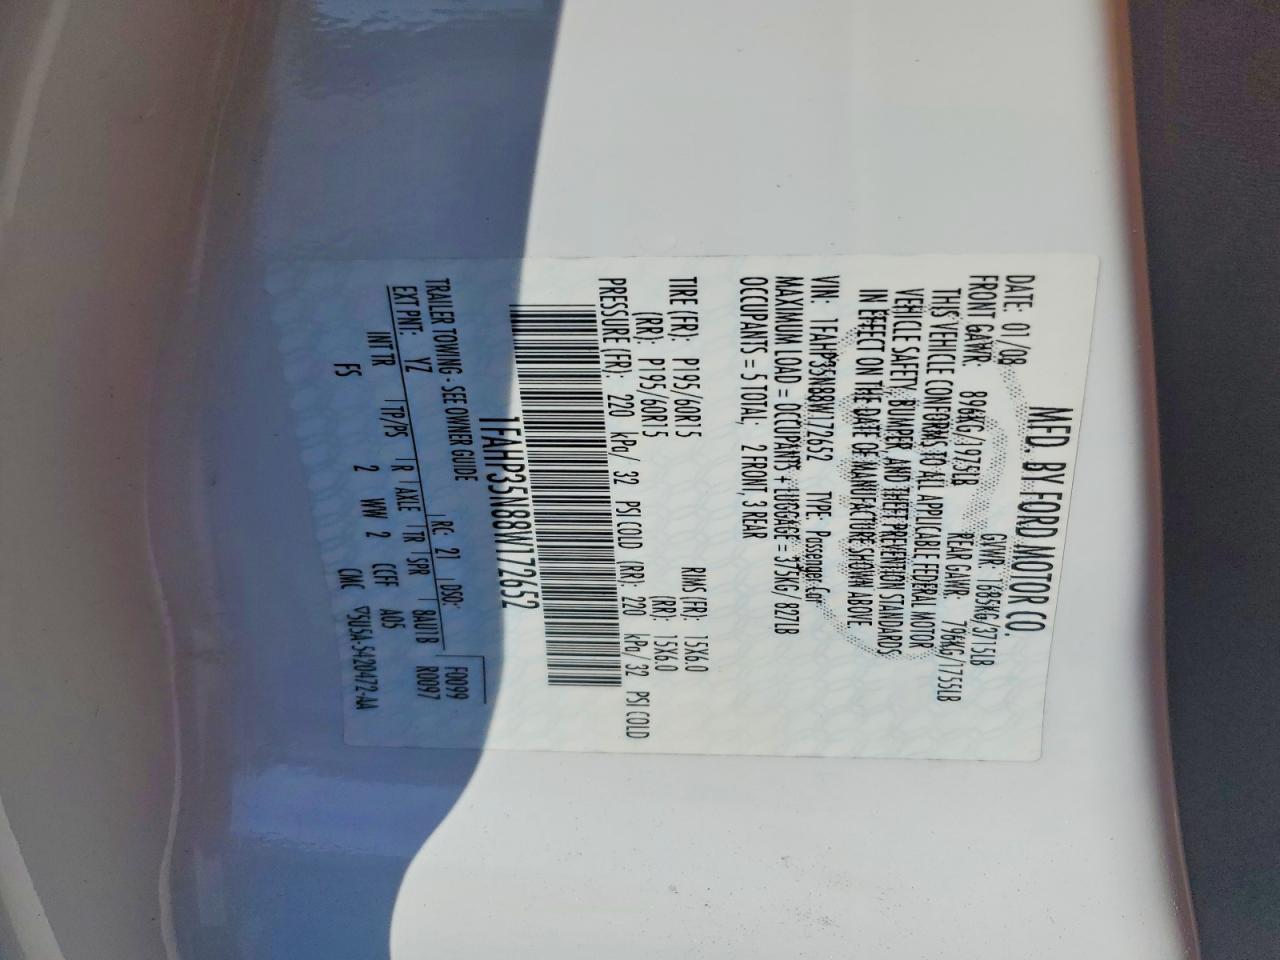 MFD. BY FORD MOTOR CO.
DATE: 01/08 GVWR: 1685KG/3715LB
FRONT GAWR: 896KG/1975LB REAR GAWR: 796KG/1755LB
THIS VEHICLE CONFORMS TO ALL APPLICABLE FEDERAL MOTOR
VEHICLE SAFETY, BUMPER, AND THEFT PREVENTION STANDARDS
IN EFFECT ON THE DATE OF MANUFACTURE SHOWN ABOVE.
VIN: 1FAHP35N88W172652 TYPE: Passenger Car
MAXIMUM LOAD = OCCUPANTS + LUGGAGE = 375KG/ 827LB
OCCUPANTS = 5 TOTAL; 2 FRONT, 3 REAR
TIRE (FR): P195/60R15 RIMS (FR): 15X6.0
(RR): P195/60R15 (RR): 15X6.0
PRESSURE (FR): 220 kPa/ 32 PSI COLD (RR): 220 kPa/ 32 PSI COLD
1FAHP35N88W172652
TRAILER TOWING - SEE OWNER GUIDE F0099
EXT PNT: YZ RC: 21 DSO: R0097
INT TR TP/PS R AXLE TR SPR BAUTB
FS 2 WW 2 CCFF A05
CMC ▽5U5A-5420472-AA